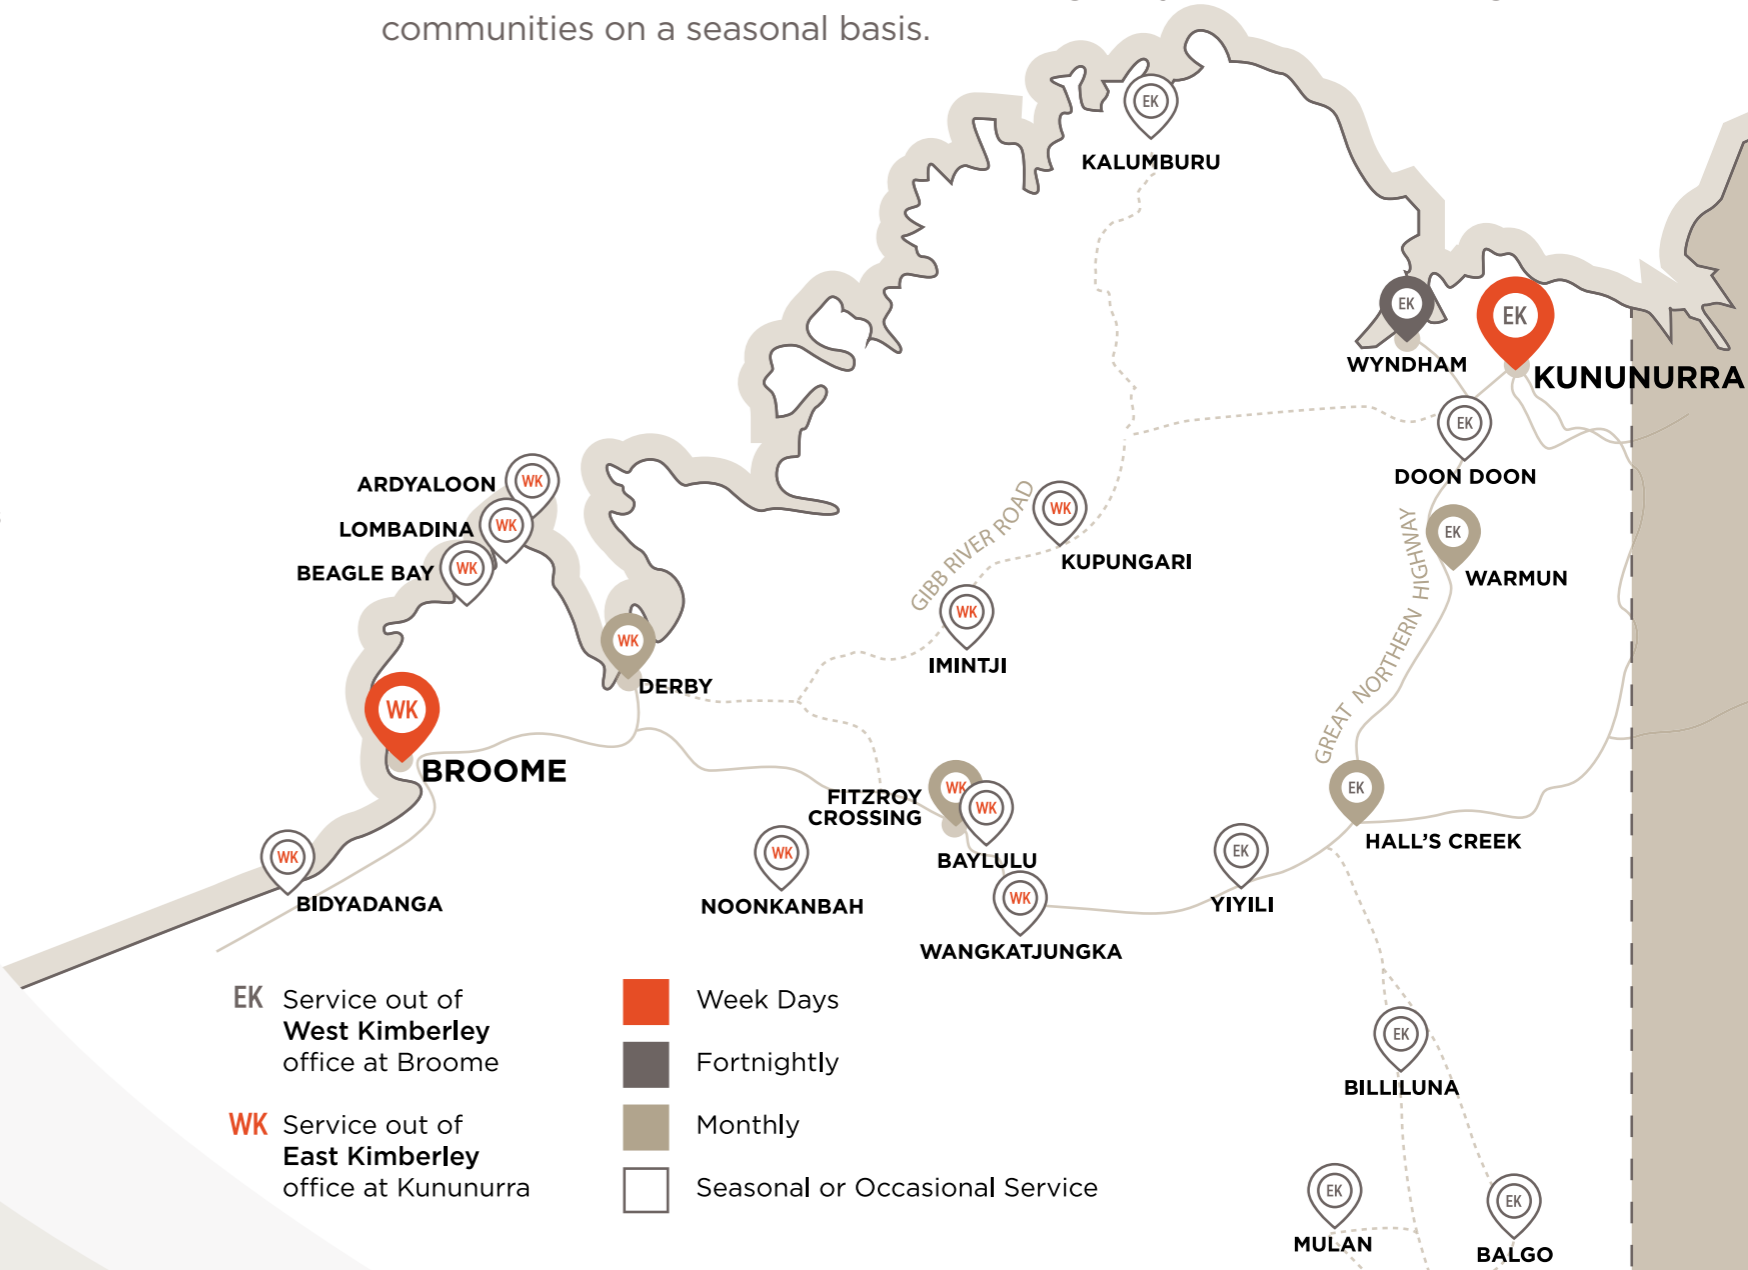 communities on a seasonal basis.
EK
KALUMBURU
EK
WYNDHAM
EK
KUNUNURRA
EK
DOON DOON
EK
WARMUN
WK
ARDYALOON
WK
LOMBADINA
WK
BEAGLE BAY
GIBB RIVER ROAD
WK
KUPUNGARI
WK
IMINTJI
GREAT NORTHERN HIGHWAY
WK
DERBY
WK
BROOME
WK
FITZROY
CROSSING
WK
BAYLULU
EK
HALL'S CREEK
WK
BIDYADANGA
WK
NOONKANBAH
WK
WANGKATJUNGKA
EK
YIYILI
EK
BILLILUNA
EK
MULAN
EK
BALGO
EK Service out of
West Kimberley
office at Broome
WK Service out of
East Kimberley
office at Kununurra
Week Days
Fortnightly
Monthly
Seasonal or Occasional Service